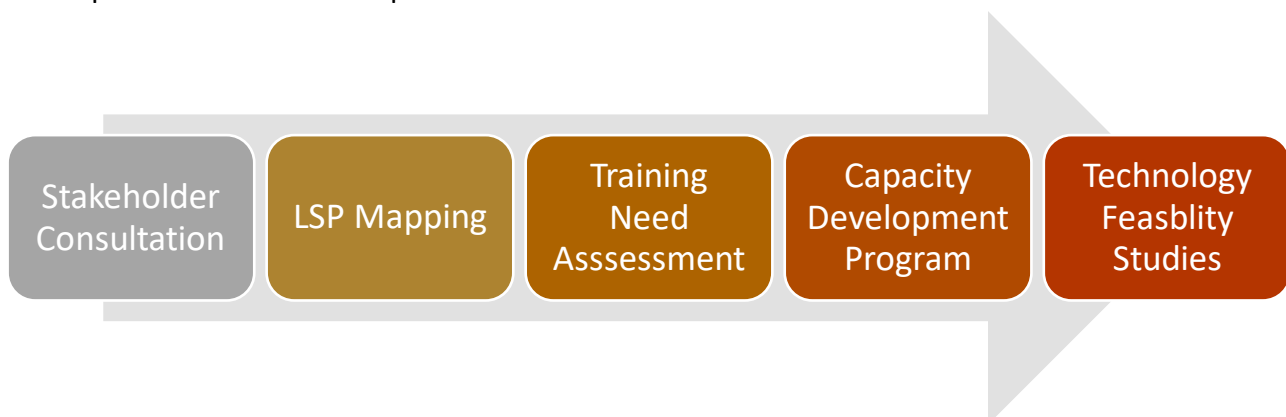 Stakeholder
Consultation
LSP Mapping
Training
Need
Asssessment
Capacity
Development
Program
Technology
Feasblity
Studies